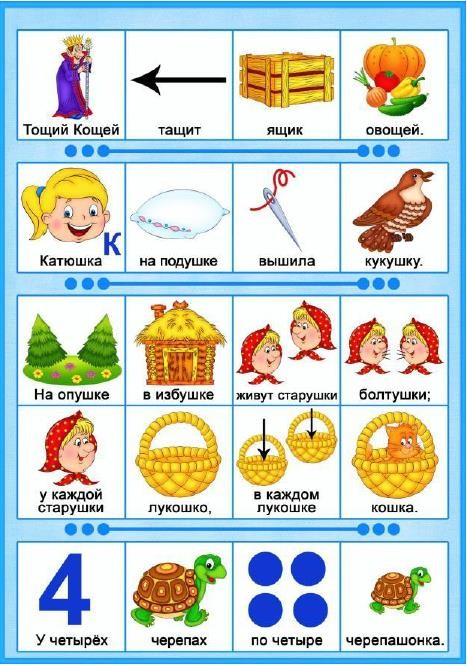 Тощий Кощей тащит ящик овощей.
К
Катюшка на подушке вышила кукушку.
На опушке в избушке живут старушки болтушки;
у каждой старушки лукошко, в каждом лукошке кошка.
4
У четырёх черепах по четыре черепашонка.